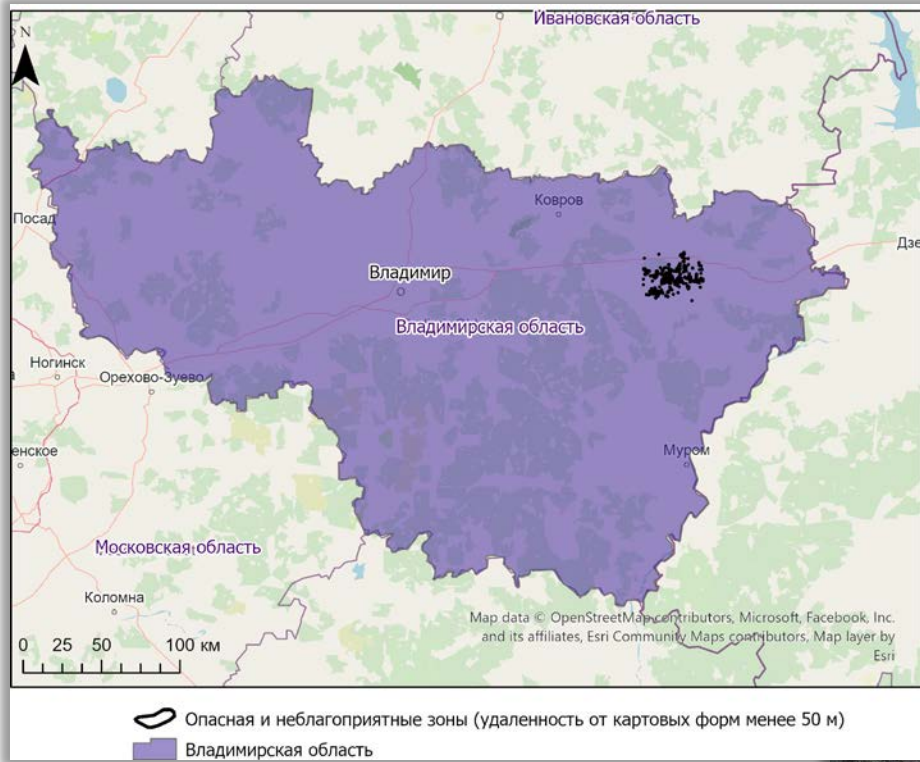 Ивановская область
N
Посад
Ковров
Дзе
Владимир
Владимирская область
Ногинск
Орехово-Зуево
енское
Муром
Московская область
Коломна
Map data © OpenStreetMap contributors, Microsoft, Facebook, Inc.
and its affiliates, Esri Community Maps contributors, Map layer by
Esri
0 25 50 100 км
Опасная и неблагоприятные зоны (удаленность от картовых форм менее 50 м)
Владимирская область